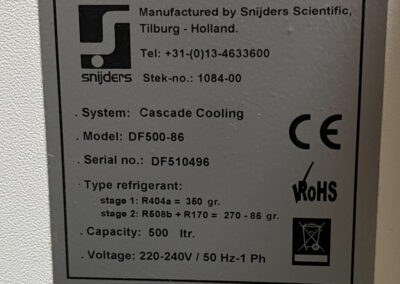 Manufactured by Snijders Scientific,
Tilburg - Holland.
Tel: +31-(0)13-4633600
snijders
Stek-no.: 1084-00
. System: Cascade Cooling
. Model: DF500-86
. Serial no.: DF510496
. Type refrigerant:
stage 1: R404a = 350 gr.
stage 2: R508b + R170 = 270 - 85 gr.
. Capacity: 500 ltr.
. Voltage: 220-240V / 50 Hz-1 Ph
CE
RoHS